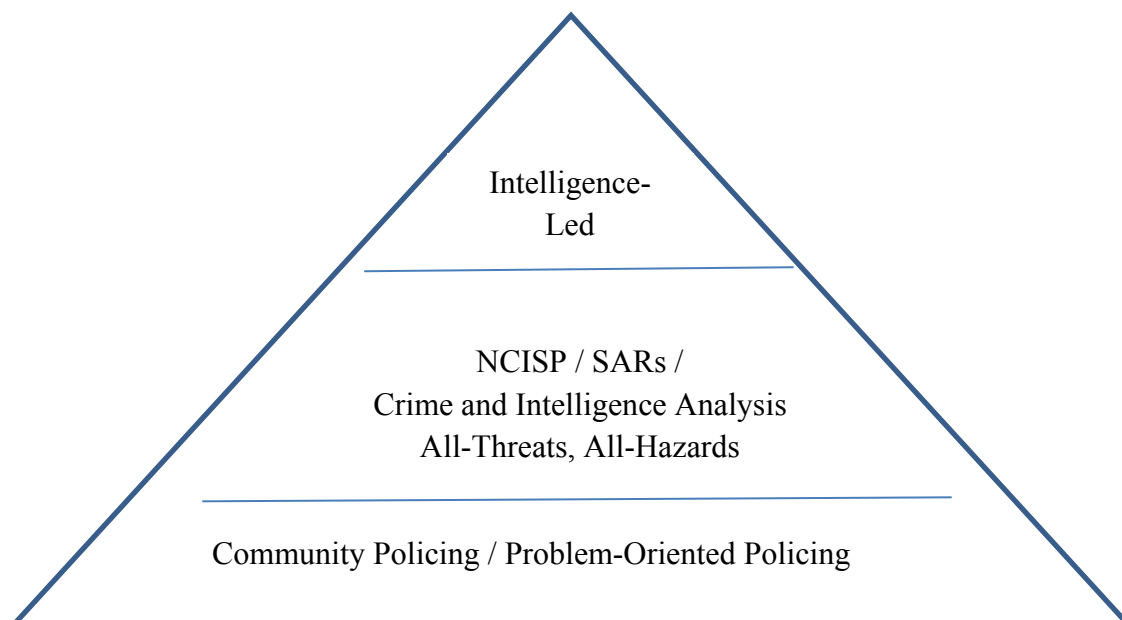 Intelligence-
Led
NCISP / SARs /
Crime and Intelligence Analysis
All-Threats, All-Hazards
Community Policing / Problem-Oriented Policing